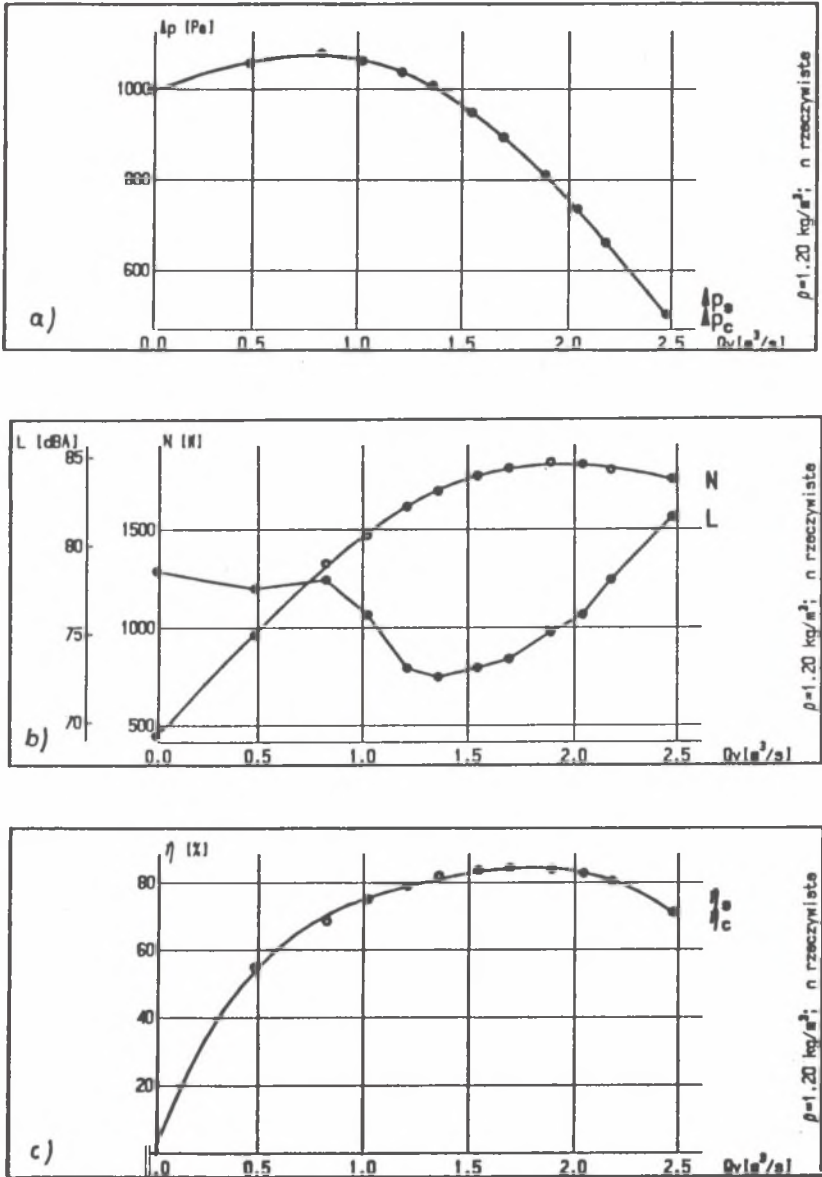 Δp [Pa]
1000
800
600
a)
Δps
Δpc
0.0 0.5 1.0 1.5 2.0 2.5 Qv[m³/s]
ρ=1.20 kg/m³; n rzeczywiste
L [dBA] N [W]
85
80
75
70
1500
1000
500
N
L
b)
0.0 0.5 1.0 1.5 2.0 2.5 Qv[m³/s]
ρ=1.20 kg/m³; n rzeczywiste
η [%]
80
60
40
20
ηs
ηc
c)
.0 0.5 1.0 1.5 2.0 2.5 Qv[m³/s]
ρ=1.20 kg/m³; n rzeczywiste